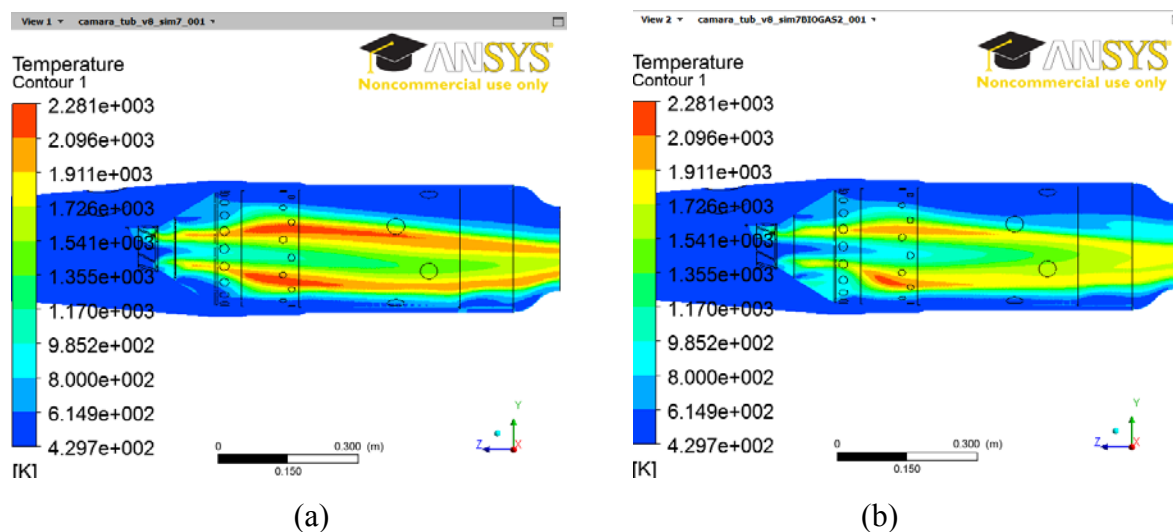 View 1 camara_tub_v8_sim7_001
ANSYS
Noncommercial use only
Temperature
Contour 1
2.281e+003
2.096e+003
1.911e+003
1.726e+003
1.541e+003
1.355e+003
1.170e+003
9.852e+002
8.000e+002
6.149e+002
4.297e+002
[K]
0 0.300 (m)
0.150
Y
Z X
(a)
View 2 camara_tub_v8_sim7BIOGAS2_001
ANSYS
Noncommercial use only
Temperature
Contour 1
2.281e+003
2.096e+003
1.911e+003
1.726e+003
1.541e+003
1.355e+003
1.170e+003
9.852e+002
8.000e+002
6.149e+002
4.297e+002
[K]
0 0.300 (m)
0.150
Y
Z X
(b)